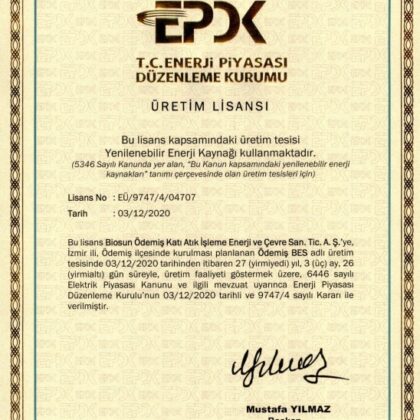 EPDK
T.C.ENERJİ PİYASASI
DÜZENLEME KURUMU
ÜRETİM LİSANSI
Bu lisans kapsamındaki üretim tesisi
Yenilenebilir Enerji Kaynağı kullanmaktadır.
(5346 Sayılı Kanunda yer alan, “Bu Kanun kapsamındaki yenilenebilir enerji
kaynakları” tanımı çerçevesinde olan üretim tesisleri için)
Lisans No : EÜ/9747/4/04707
Tarih : 03/12/2020
Bu lisans Biosun Ödemiş Katı Atık İşleme Enerji ve Çevre San. Tic. A. Ş.'ye,
İzmir ili, Ödemiş ilçesinde kurulması planlanan Ödemiş BES adlı üretim
tesisinde 03/12/2020 tarihinden itibaren 27 (yirmiyedi) yıl, 3 (üç) ay, 26
(yirmialtı) gün süreyle, üretim faaliyeti göstermek üzere, 6446 sayılı
Elektrik Piyasası Kanunu ve ilgili mevzuat uyarınca Enerji Piyasası
Düzenleme Kurulu'nun 03/12/2020 tarihli ve 9747/4 sayılı Kararı ile
verilmiştir.
Mustafa YILMAZ
Başkan